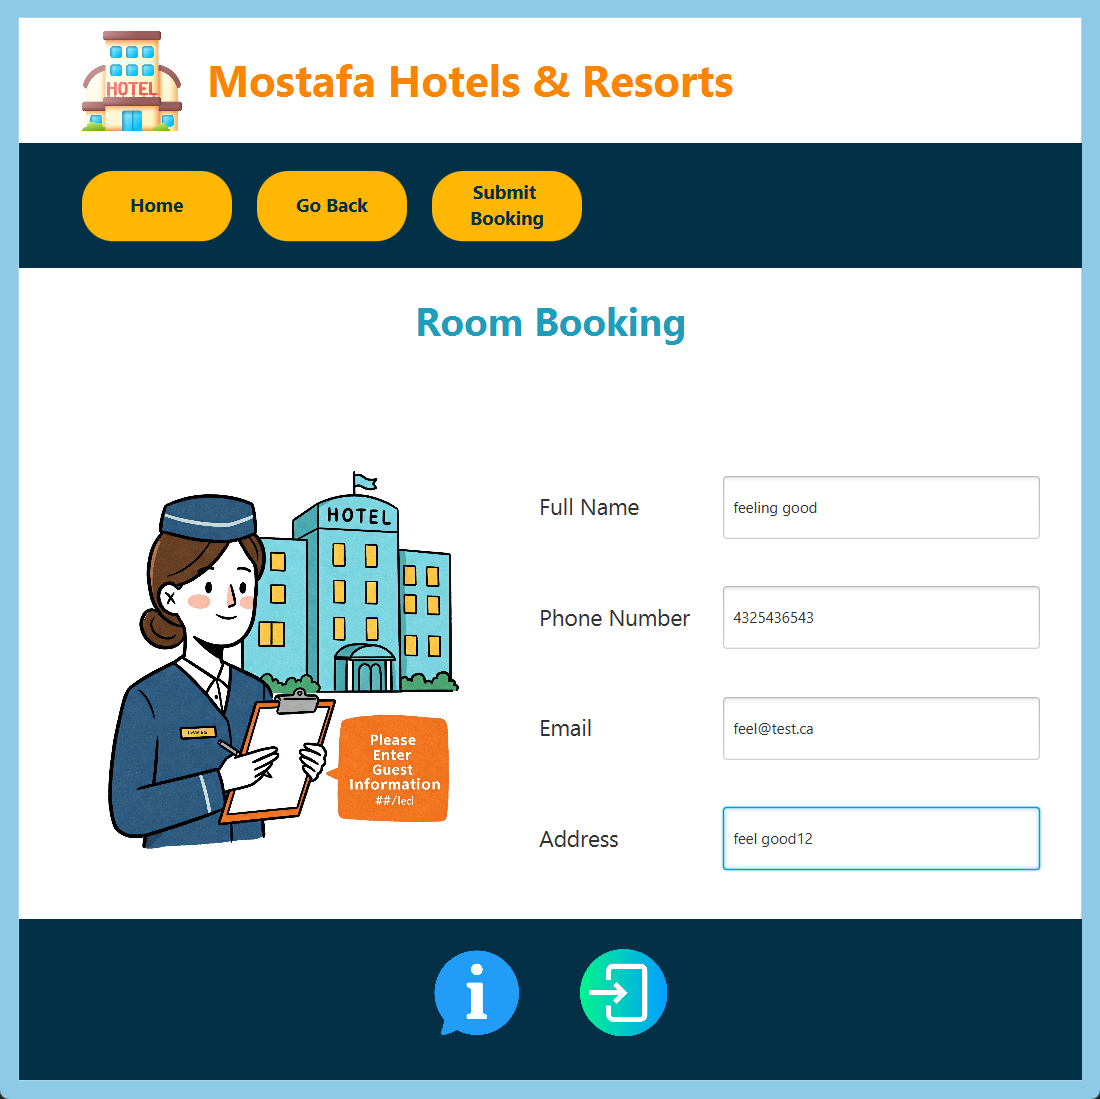 HOTEL
Mostafa Hotels & Resorts
Home
Go Back
Submit
Booking
Room Booking
HOTEL
Please
Enter
Guest
Information
##/lecl
Full Name
feeling good
Phone Number
4325436543
Email
feel@test.ca
Address
feel good12